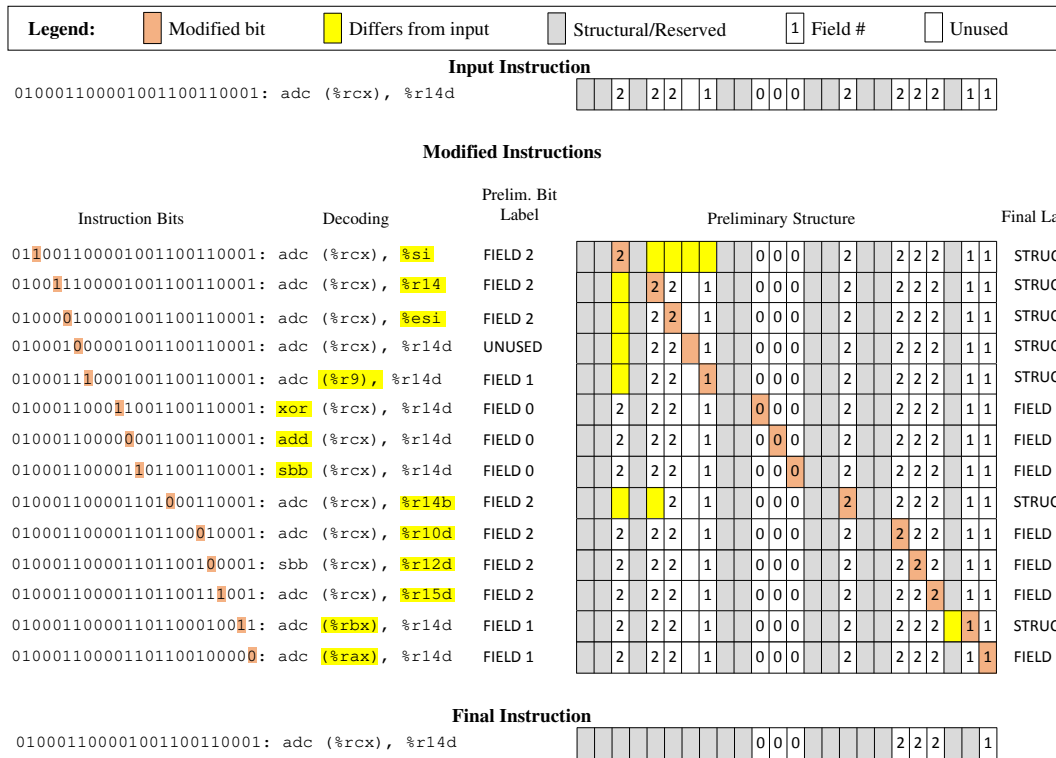 Legend: Modified bit Differs from input Structural/Reserved 1 Field # Unused
Input Instruction
010001100001001100110001: adc (%rcx), %r14d 2 2 2 1 0 0 0 2 2 2 2 1 1
Modified Instructions
Instruction Bits Decoding Prelim. Bit Label Preliminary Structure Final La
011001100001001100110001: adc (%rcx), %si FIELD 2 2 0 0 0 2 2 2 2 1 1 STRUC
010011100001001100110001: adc (%rcx), %r14 FIELD 2 2 2 1 0 0 0 2 2 2 2 1 1 STRUC
010000100001001100110001: adc (%rcx), %esi FIELD 2 2 2 1 0 0 0 2 2 2 2 1 1 STRUC
010001000001001100110001: adc (%rcx), %r14d UNUSED 2 2 1 0 0 0 2 2 2 2 1 1 STRUC
010001110001001100110001: adc (%r9), %r14d FIELD 1 2 2 1 0 0 0 2 2 2 2 1 1 STRUC
010001100011001100110001: xor (%rcx), %r14d FIELD 0 2 2 2 1 0 0 0 2 2 2 2 1 1 FIELD
010001100000001100110001: add (%rcx), %r14d FIELD 0 2 2 2 1 0 0 0 2 2 2 2 1 1 FIELD
010001100001101100110001: sbb (%rcx), %r14d FIELD 0 2 2 2 1 0 0 0 2 2 2 2 1 1 FIELD
010001100001101000110001: adc (%rcx), %r14b FIELD 2 2 1 0 0 0 2 2 2 2 1 1 STRUC
010001100001101100010001: adc (%rcx), %r10d FIELD 2 2 2 2 1 0 0 0 2 2 2 2 1 1 FIELD
010001100001101100100001: sbb (%rcx), %r12d FIELD 2 2 2 2 1 0 0 0 2 2 2 2 1 1 FIELD
010001100001101100111001: adc (%rcx), %r15d FIELD 2 2 2 2 1 0 0 0 2 2 2 2 1 1 FIELD
010001100001101100010011: adc (%rbx), %r14d FIELD 1 2 2 2 1 0 0 0 2 2 2 2 1 1 STRUC
010001100001101100100000: adc (%rax), %r14d FIELD 1 2 2 2 1 0 0 0 2 2 2 2 1 1 FIELD
Final Instruction
010001100001001100110001: adc (%rcx), %r14d 0 0 0 2 2 2 1